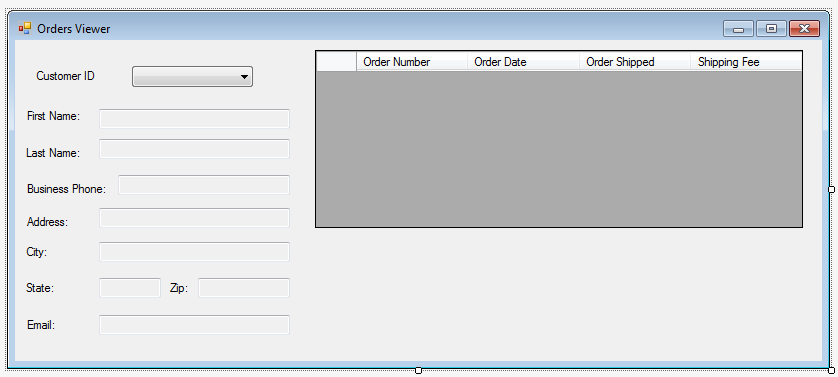 Orders Viewer
Customer ID
Order Number Order Date Order Shipped Shipping Fee
First Name:
Last Name:
Business Phone:
Address:
City:
State: Zip:
Email: